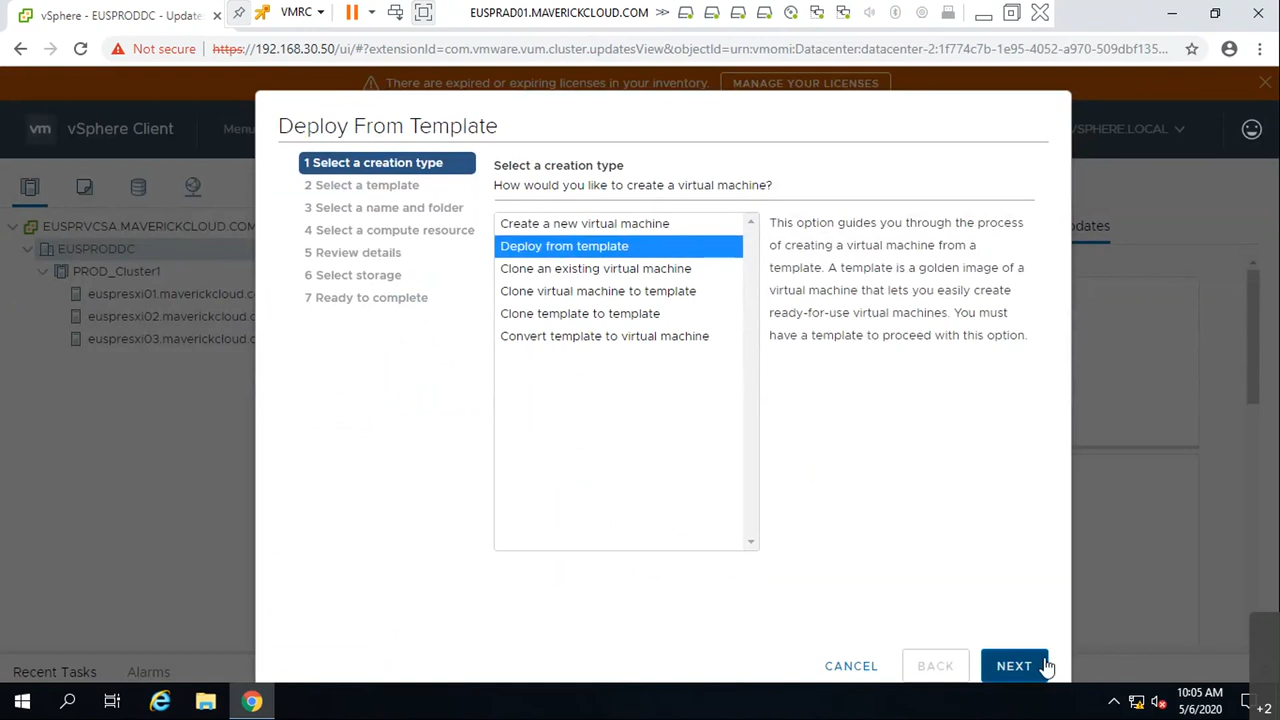 vSphere - EUSPRODDC - Update
VMRC
EUSPRAD01.MAVERICKCLOUD.COM
Not secure
https://192.168.30.50/ui/#?extensionId=com.vmware.vum.cluster.updatesView&objectId=urn:vmomi:Datacenter:datacenter-2:1f774c7b-1e95-4052-a970-509dbf135...
There are expired or expiring licenses in your inventory.
MANAGE YOUR LICENSES
vm
vSphere Client
Menu
VSPHERE.LOCAL
EUSPRVCSA.MAVERICKCLOUD.COM
EUSPRODDC
PROD_Cluster1
euspresxi01.maverickcloud.c
euspresxi02.maverickcloud.c
euspresxi03.maverickcloud.c
Deploy From Template
1 Select a creation type
2 Select a template
3 Select a name and folder
4 Select a compute resource
5 Review details
6 Select storage
7 Ready to complete
Select a creation type
How would you like to create a virtual machine?
Create a new virtual machine
Deploy from template
Clone an existing virtual machine
Clone virtual machine to template
Clone template to template
Convert template to virtual machine
This option guides you through the process
of creating a virtual machine from a
template. A template is a golden image of a
virtual machine that lets you easily create
ready-for-use virtual machines. You must
have a template to proceed with this option.
pdates
CANCEL
BACK
NEXT
Recent Tasks
Alarms
10:05 AM
5/6/2020
+2